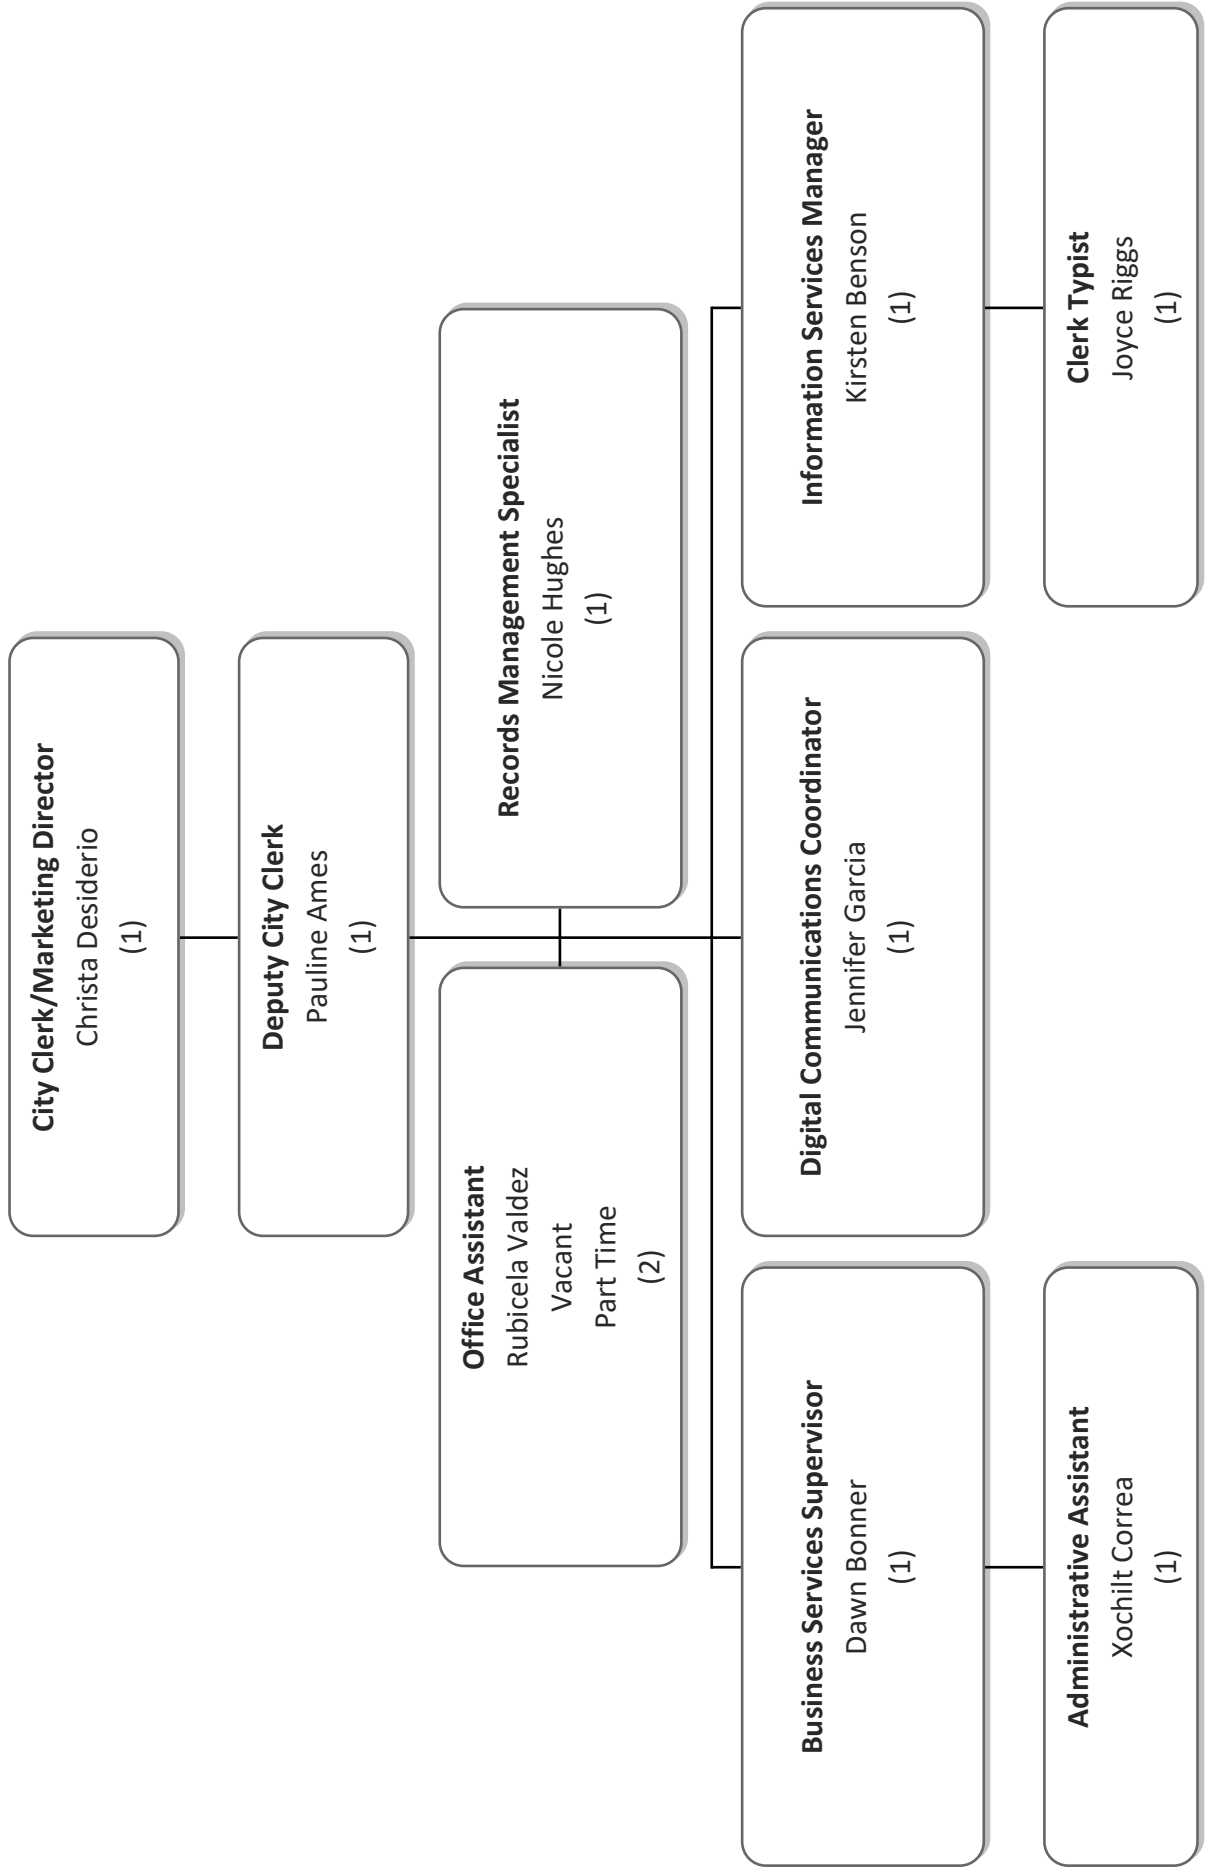 City Clerk/Marketing Director
Christa Desiderio
(1)
Deputy City Clerk
Pauline Ames
(1)
Office Assistant
Rubicela Valdez
Vacant
Part Time
(2)
Records Management Specialist
Nicole Hughes
(1)
Business Services Supervisor
Dawn Bonner
(1)
Digital Communications Coordinator
Jennifer Garcia
(1)
Information Services Manager
Kirsten Benson
(1)
Administrative Assistant
Xochilt Correa
(1)
Clerk Typist
Joyce Riggs
(1)